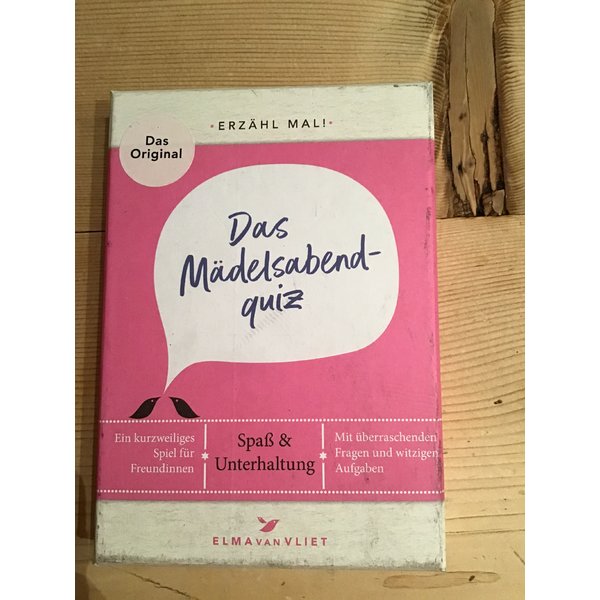 ERZÄHL MAL!
Das
Original
Das
Mädelsabend-
quiz
Ein kurzweiliges
Spiel für
Freundinnen
Spaß &
Unterhaltung
Mit überraschenden
Fragen und witzigen
Aufgaben
ELMA VAN VLIET